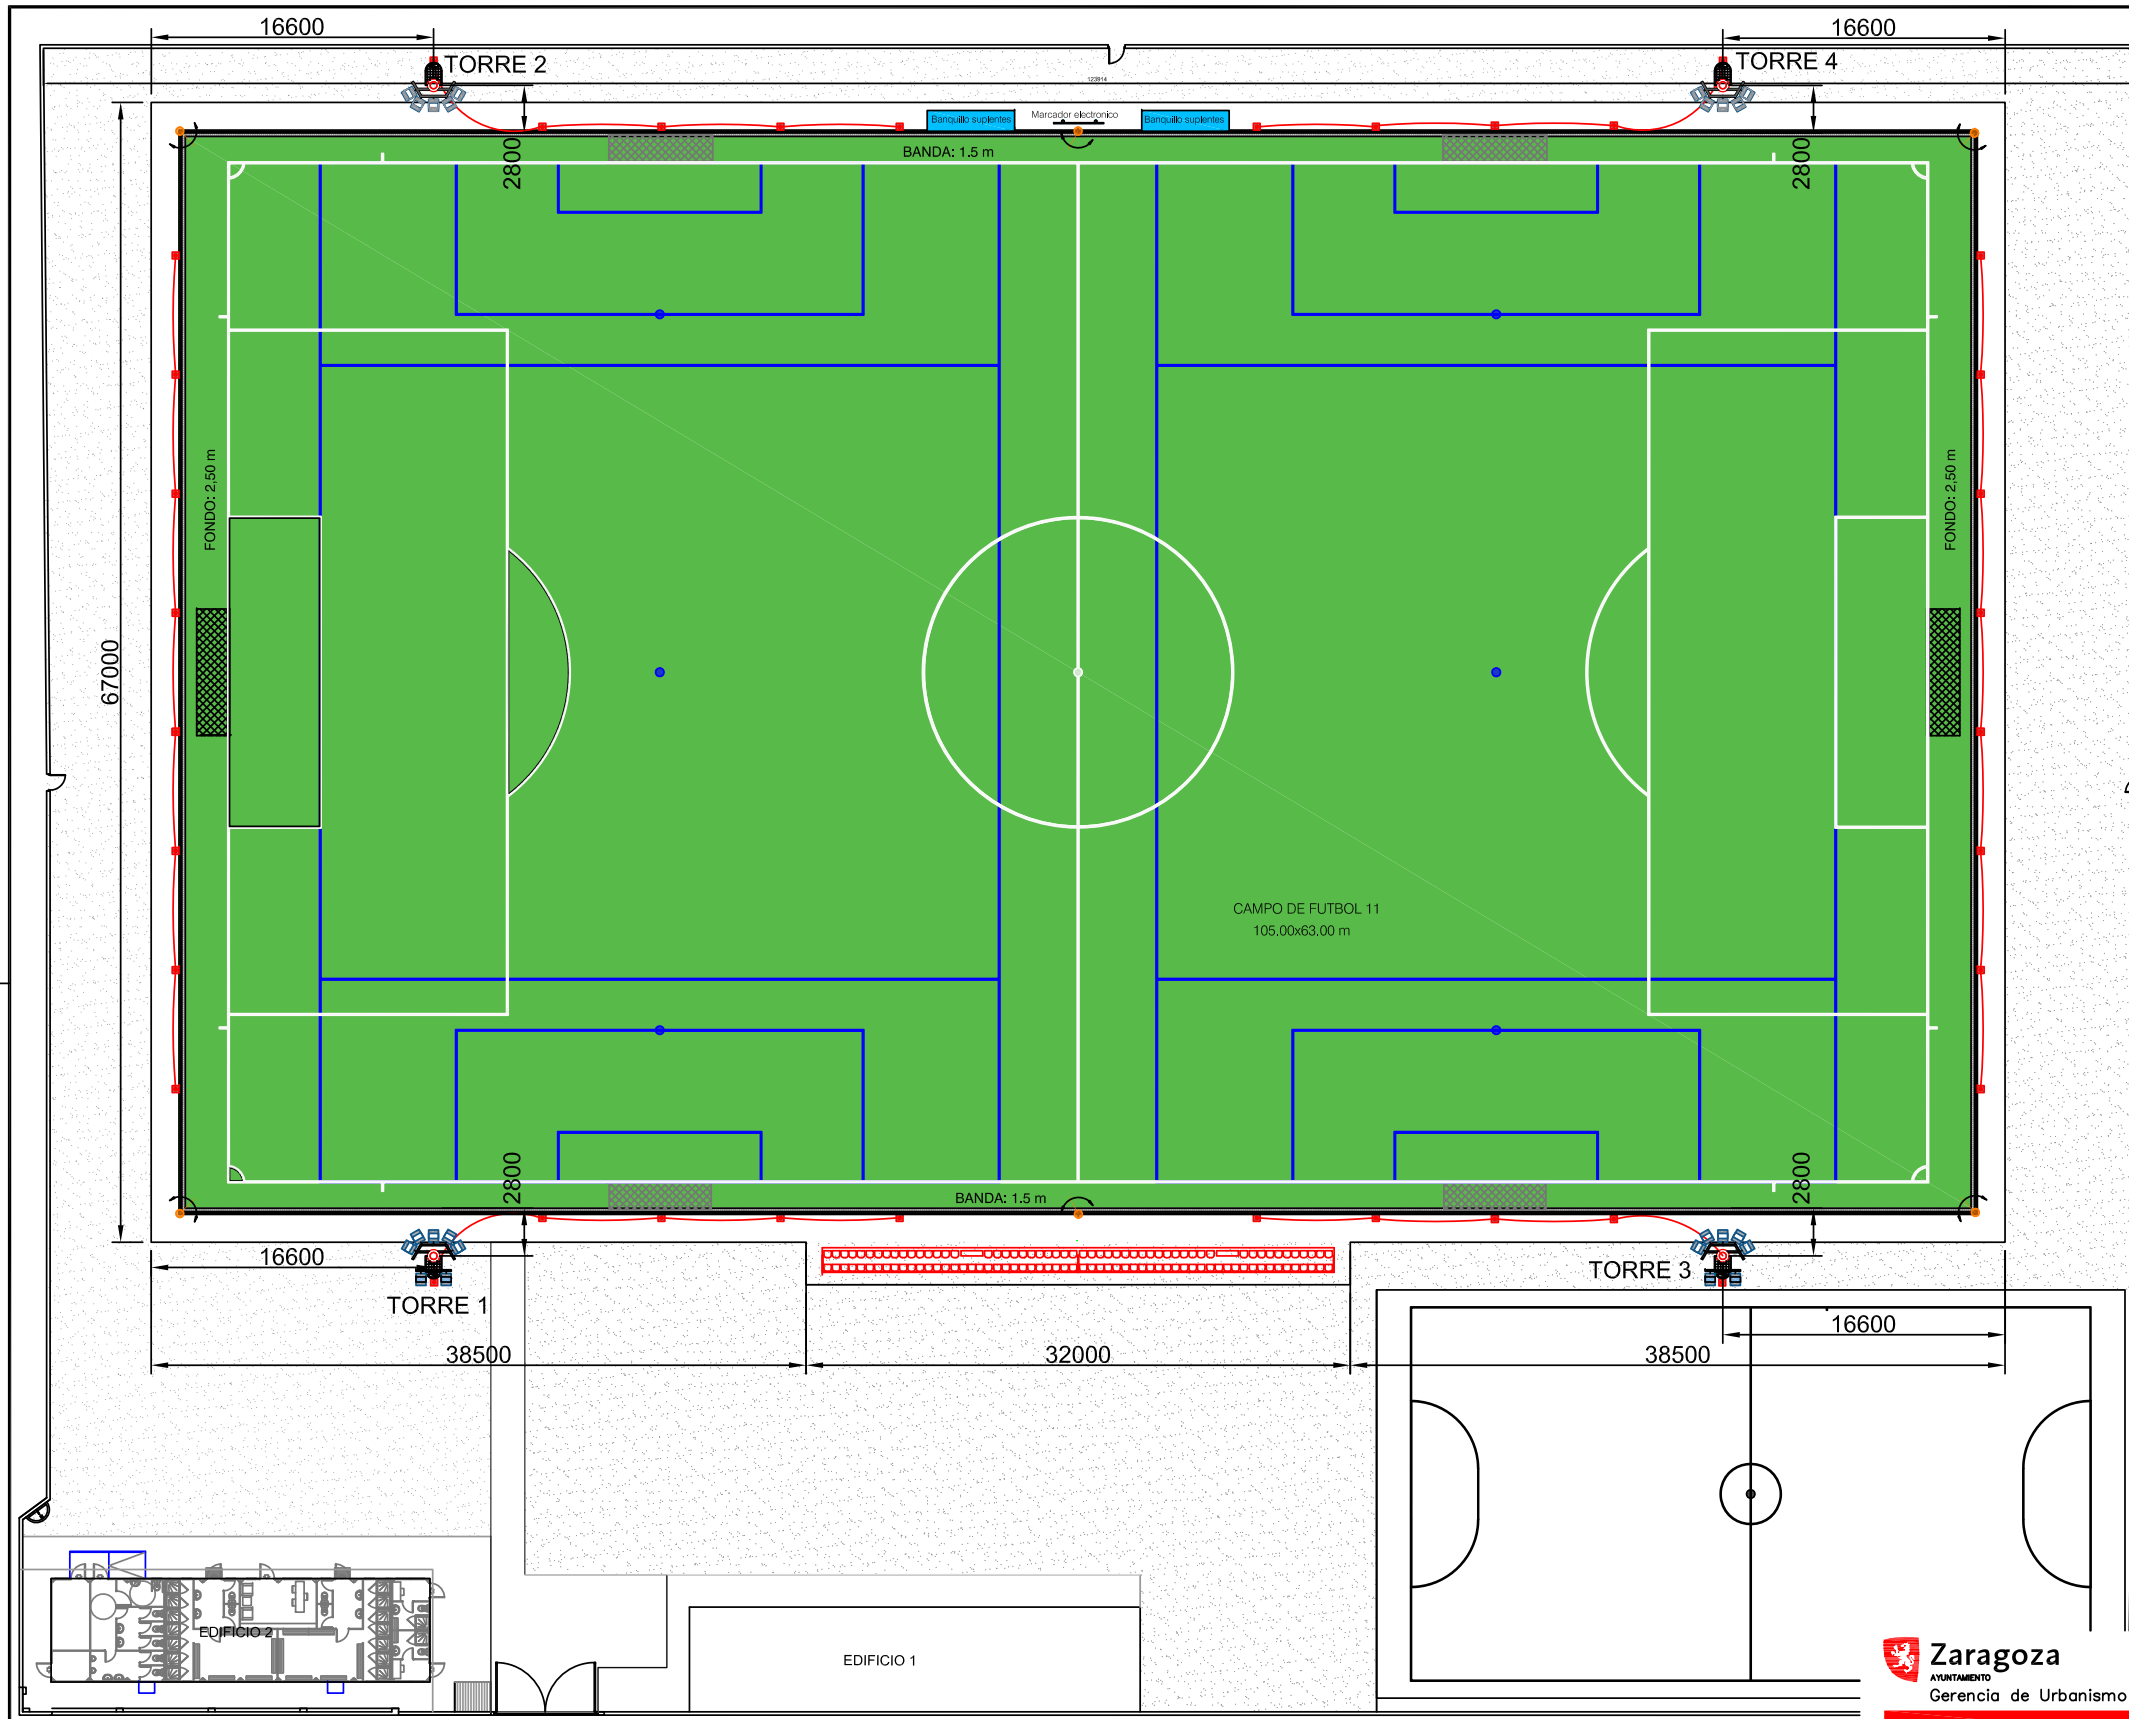 16600
16600
TORRE 2
TORRE 4
123914
Banquillo suplentes
Marcador electronico
Banquillo suplentes
2800
BANDA: 1.5 m
2800
FONDO: 2,50 m
FONDO: 2,50 m
67000
CAMPO DE FUTBOL 11
105.00x63.00 m
2800
BANDA: 1.5 m
2800
16600
TORRE 1
TORRE 3
16600
38500
32000
38500
EDIFICIO 2
EDIFICIO 1
Zaragoza
AYUNTAMIENTO
Gerencia de Urbanismo